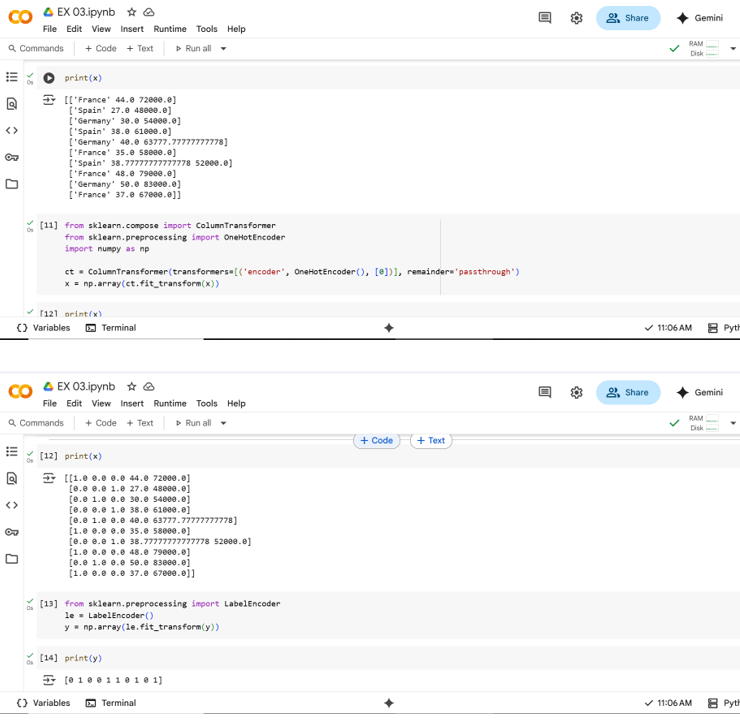 EX 03.ipynb
Share
Gemini
File Edit View Insert Runtime Tools Help
Commands + Code + Text Run all
RAM
Disk
0s
print(x)
[['France' 44.0 72000.0]
['Spain' 27.0 48000.0]
['Germany' 30.0 54000.0]
['Spain' 38.0 61000.0]
['Germany' 40.0 63777.77777777778]
['France' 35.0 58000.0]
['Spain' 38.77777777777778 52000.0]
['France' 48.0 79000.0]
['Germany' 50.0 83000.0]
['France' 37.0 67000.0]]
0s
[11] from sklearn.compose import ColumnTransformer
from sklearn.preprocessing import OneHotEncoder
import numpy as np
ct = ColumnTransformer(transformers=[('encoder', OneHotEncoder(), [0])], remainder='passthrough')
x = np.array(ct.fit_transform(x))
[12] print(x)
Variables Terminal 11:06 AM Pyth
EX 03.ipynb
Share
Gemini
File Edit View Insert Runtime Tools Help
Commands + Code + Text Run all
RAM
Disk
+ Code + Text
0s
[12] print(x)
[[1.0 0.0 0.0 44.0 72000.0]
[0.0 0.0 1.0 27.0 48000.0]
[0.0 1.0 0.0 30.0 54000.0]
[0.0 0.0 1.0 38.0 61000.0]
[0.0 1.0 0.0 40.0 63777.77777777778]
[1.0 0.0 0.0 35.0 58000.0]
[0.0 0.0 1.0 38.77777777777778 52000.0]
[1.0 0.0 0.0 48.0 79000.0]
[0.0 1.0 0.0 50.0 83000.0]
[1.0 0.0 0.0 37.0 67000.0]]
0s
[13] from sklearn.preprocessing import LabelEncoder
le = LabelEncoder()
y = np.array(le.fit_transform(y))
0s
[14] print(y)
[0 1 0 0 1 1 0 1 0 1]
Variables Terminal 11:06 AM Pyth